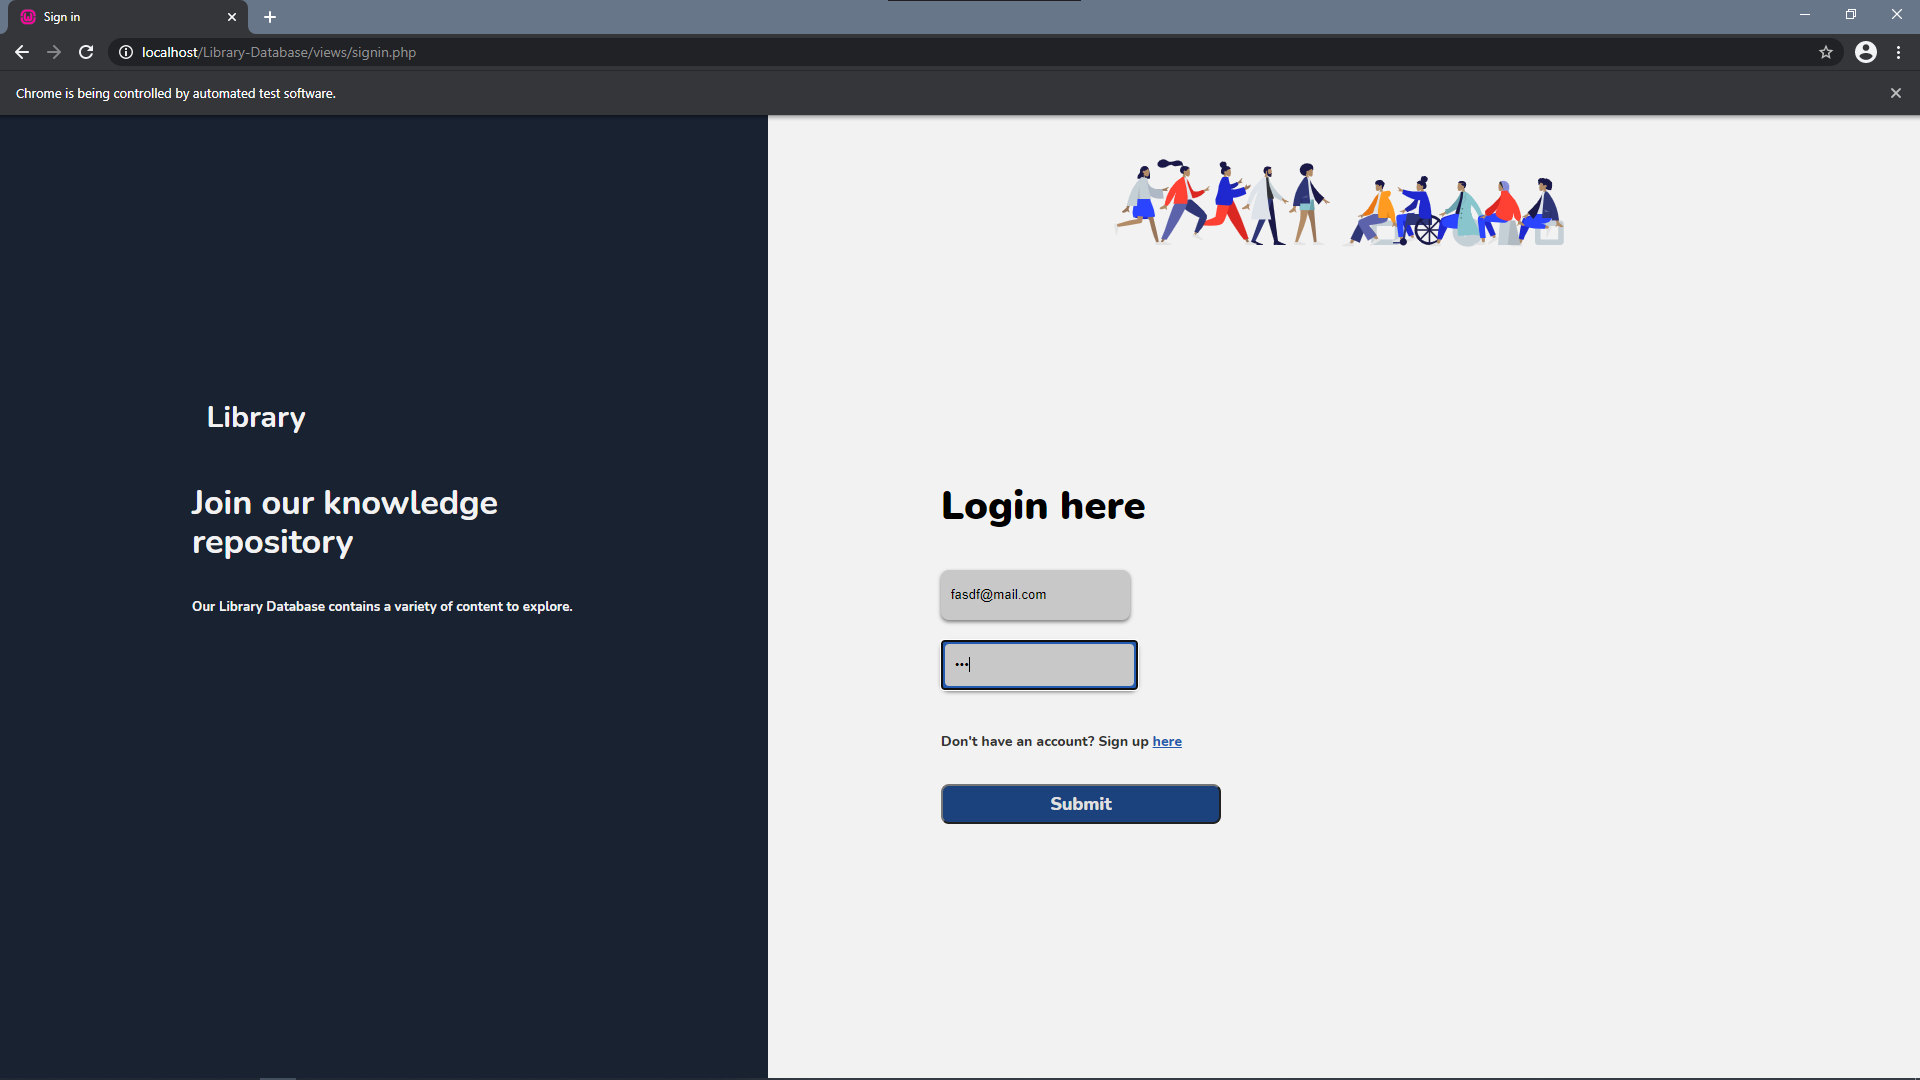 Sign in
localhost/Library-Database/views/signin.php
Chrome is being controlled by automated test software.
Library
Join our knowledge
repository
Our Library Database contains a variety of content to explore.
Login here
fasdf@mail.com
•••
Don't have an account? Sign up here
Submit